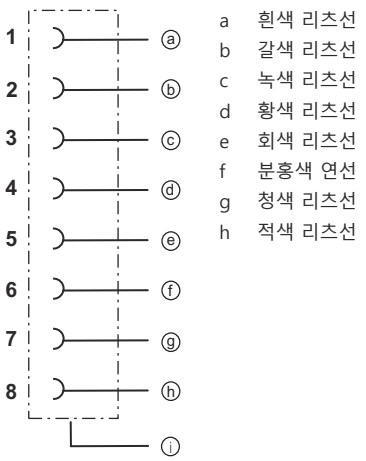 1 ⓐ
2 ⓑ
3 ⓒ
4 ⓓ
5 ⓔ
6 ⓕ
7 ⓖ
8 ⓗ
ⓘ
a 흰색 리츠선
b 갈색 리츠선
c 녹색 리츠선
d 황색 리츠선
e 회색 리츠선
f 분홍색 연선
g 청색 리츠선
h 적색 리츠선